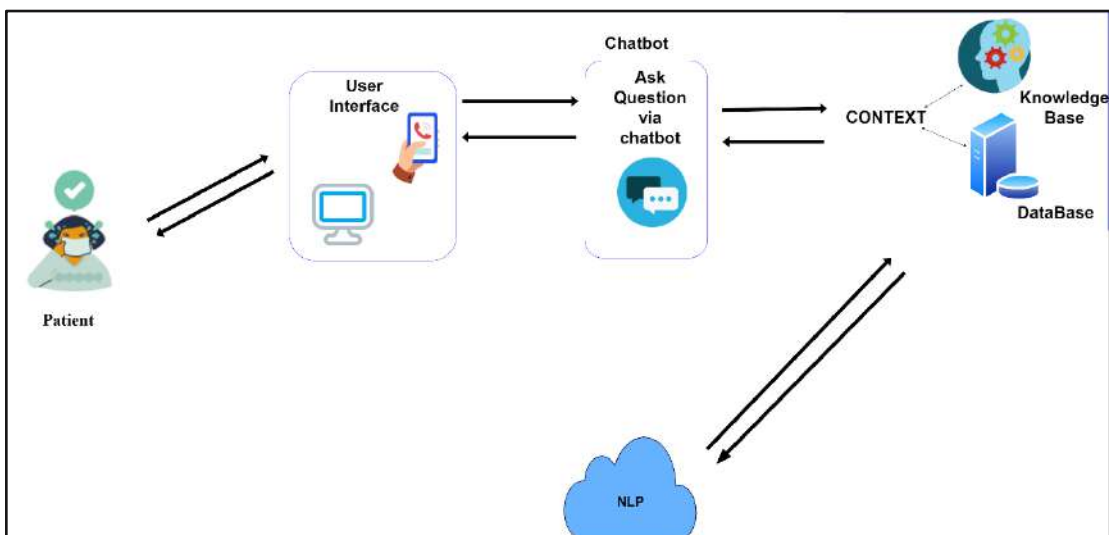 Chatbot
User
Interface
Ask
Question
via
chatbot
CONTEXT
Knowledge
Base
DataBase
Patient
NLP